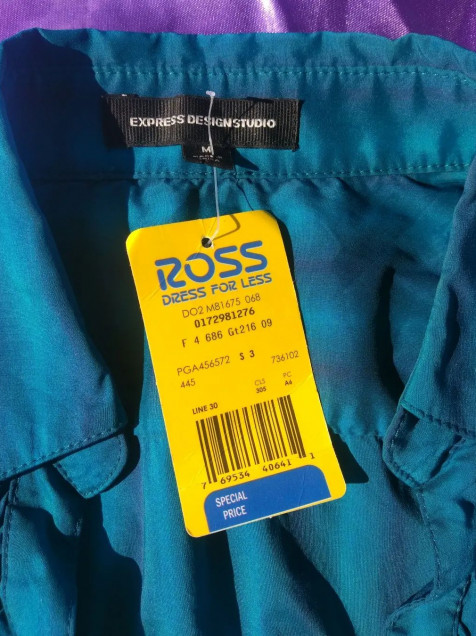 EXPRESS DESIGN STUDIO
M
ROSS
DRESS FOR LESS
DO2 MB1675 068
0172981276
F 4 686 Gt216 09
PGA456572 $ 3 736102
445
CLS PC
305 A6
LINE 30
7 69534 40641 1
SPECIAL
PRICE